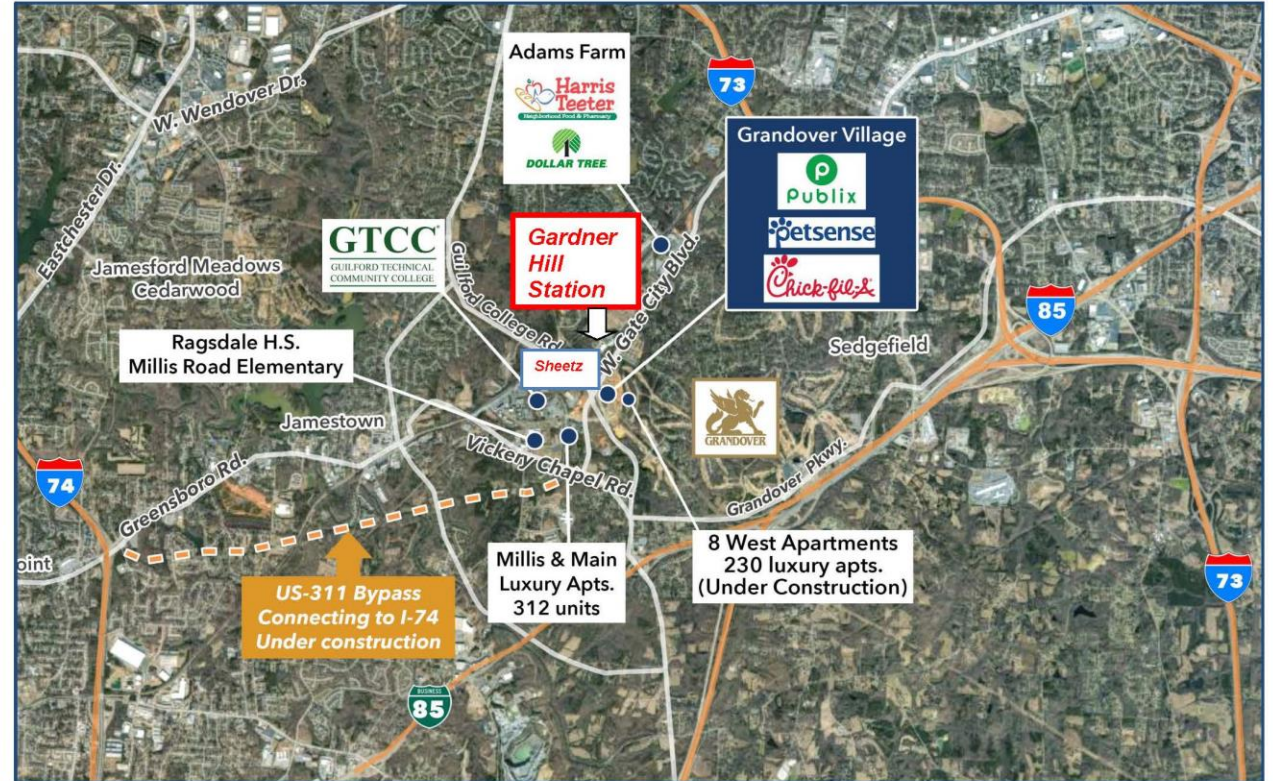 Adams Farm
Harris
Teeter
Neighborhood Food & Pharmacy
DOLLAR TREE
73
W. Wendover Dr.
Eastchester Dr.
Grandover Village
Publix
petsense
Chick-fil-A
GTCC
GUILFORD TECHNICAL
COMMUNITY COLLEGE
Gardner
Hill
Station
Guilford College Rd.
W. Gate City Blvd.
Jamesford Meadows
Cedarwood
85
Sedgefield
Ragsdale H.S.
Millis Road Elementary
Sheetz
Jamestown
GRANDOVER
Vickery Chapel Rd.
74
Greensboro Rd.
Grandover Pkwy.
oint
Millis & Main
Luxury Apts.
312 units
8 West Apartments
230 luxury apts.
(Under Construction)
73
US-311 Bypass
Connecting to I-74
Under construction
BUSINESS
85